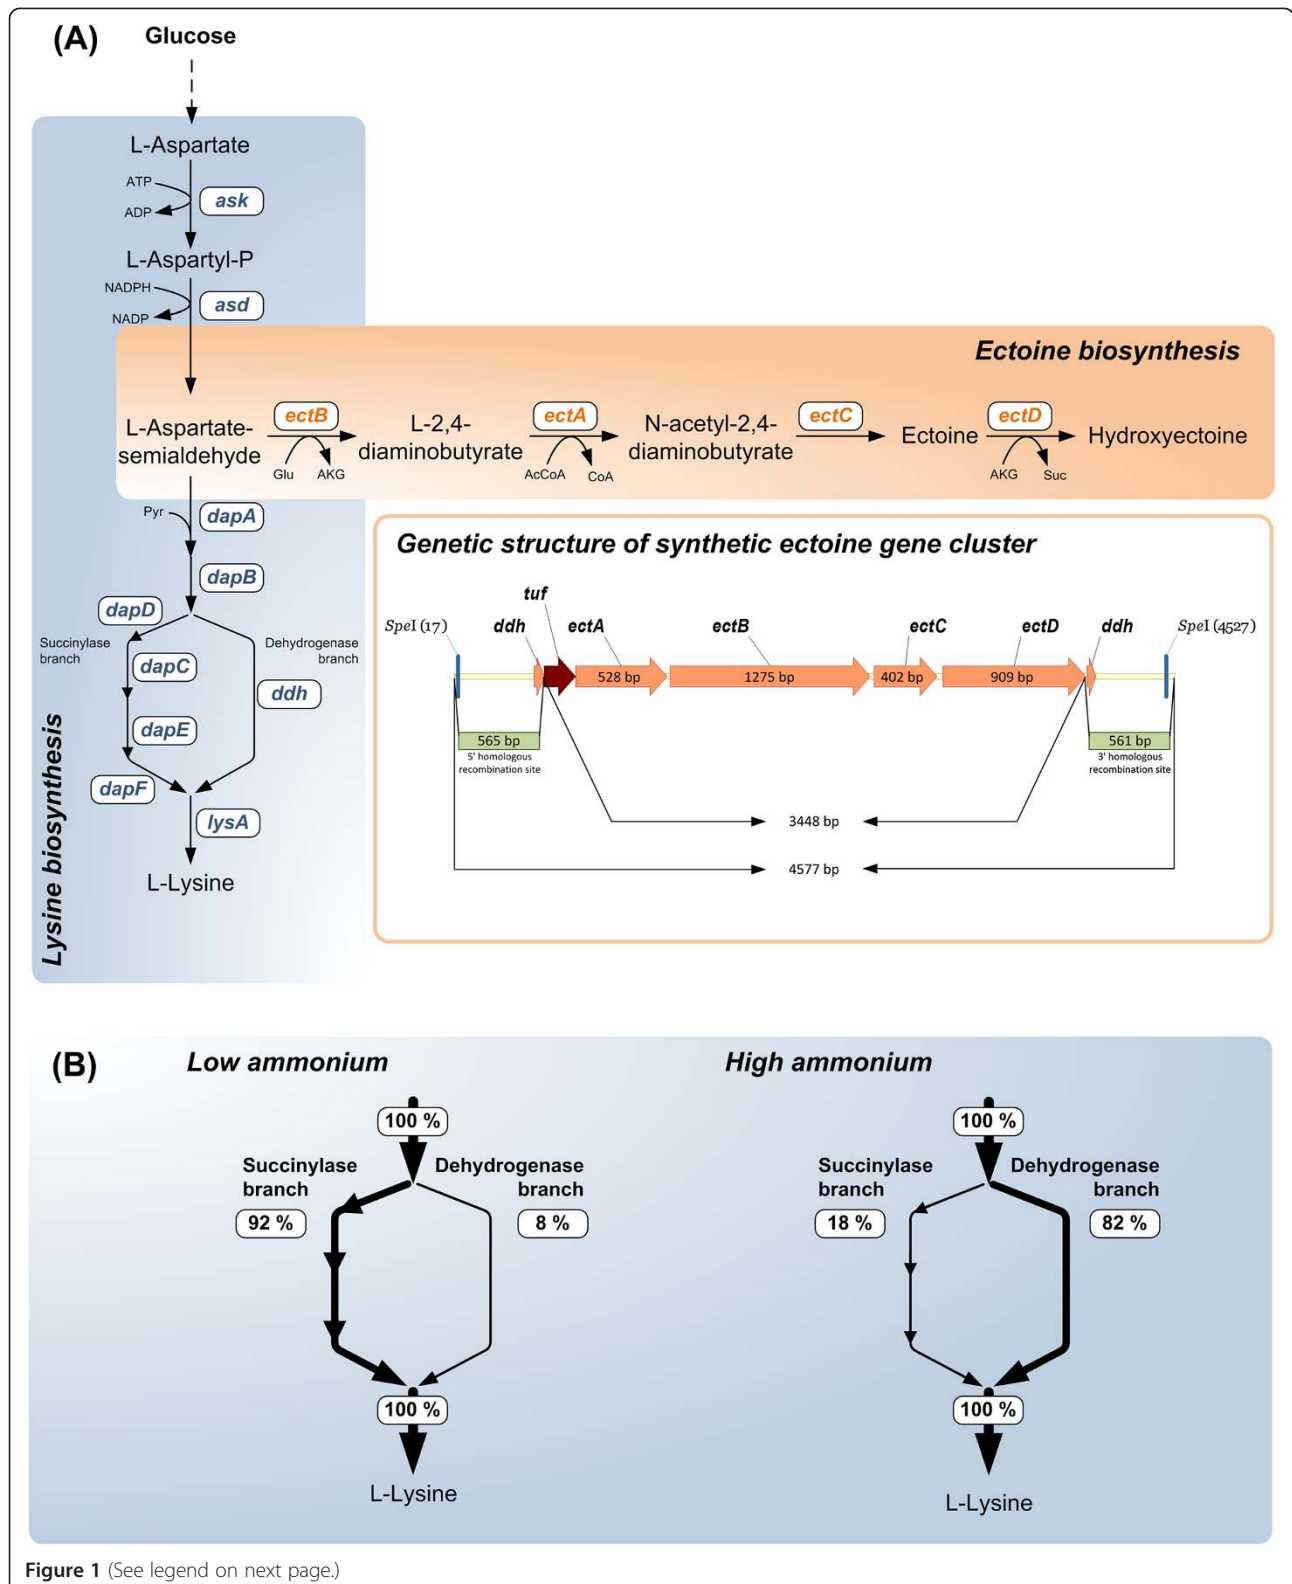 (A)
Glucose
L-Aspartate
ATP
ask
ADP
L-Aspartyl-P
NADPH
asd
NADP
Ectoine biosynthesis
L-Aspartate-
semialdehyde
ectB
Glu
AKG
L-2,4-
diaminobutyrate
ectA
AcCoA
CoA
N-acetyl-2,4-
diaminobutyrate
ectC
Ectoine
ectD
AKG
Suc
Hydroxyectoine
Pyr
dapA
dapB
dapD
Succinylase
branch
Dehydrogenase
branch
dapC
ddh
dapE
dapF
lysA
L-Lysine
Lysine biosynthesis
Genetic structure of synthetic ectoine gene cluster
SpeI (17)
ddh
tuf
ectA
ectB
ectC
ectD
ddh
SpeI (4527)
528 bp
1275 bp
402 bp
909 bp
565 bp
5' homologous
recombination site
561 bp
3' homologous
recombination site
3448 bp
4577 bp
(B)
Low ammonium
100 %
Succinylase
branch
92 %
Dehydrogenase
branch
8 %
100 %
L-Lysine
High ammonium
100 %
Succinylase
branch
18 %
Dehydrogenase
branch
82 %
100 %
L-Lysine
Figure 1 (See legend on next page.)